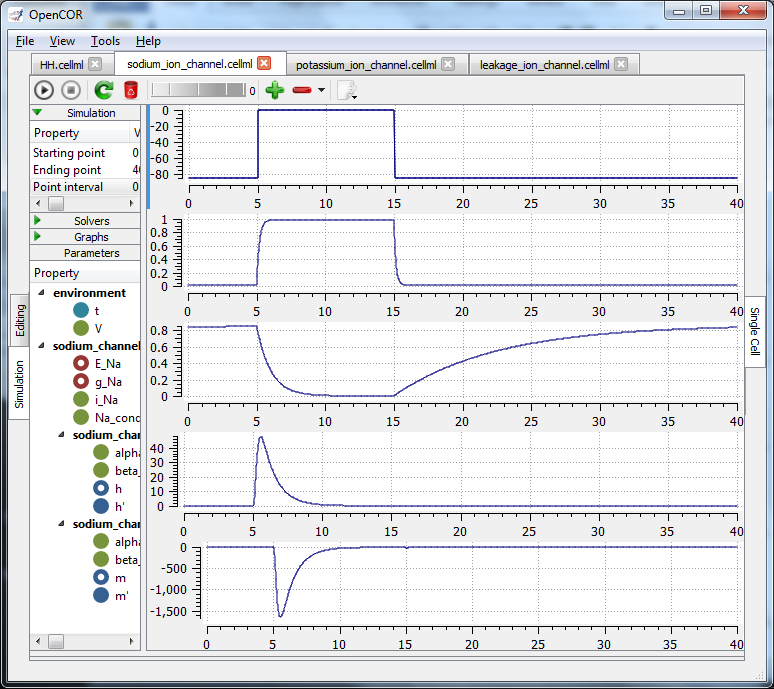 OpenCOR
File View Tools Help
HH.cellml sodium_ion_channel.cellml potassium_ion_channel.cellml leakage_ion_channel.cellml
0
Simulation
Property V
Starting point 0
Ending point 40
Point interval 0
Solvers
Graphs
Parameters
Property
environment
t
V
sodium_channel
E_Na
g_Na
i_Na
Na_cond
sodium_chan
alpha
beta_
h
h'
sodium_chan
alpha
beta_
m
m'
Editing
Simulation
0
-20
-40
-60
-80
0 5 10 15 20 25 30 35 40
1
0.8
0.6
0.4
0.2
0
0 5 10 15 20 25 30 35 40
0.8
0.6
0.4
0.2
0
0 5 10 15 20 25 30 35 40
40
30
20
10
0
0 5 10 15 20 25 30 35 40
0
-500
-1,000
-1,500
0 5 10 15 20 25 30 35 40
Single Cell